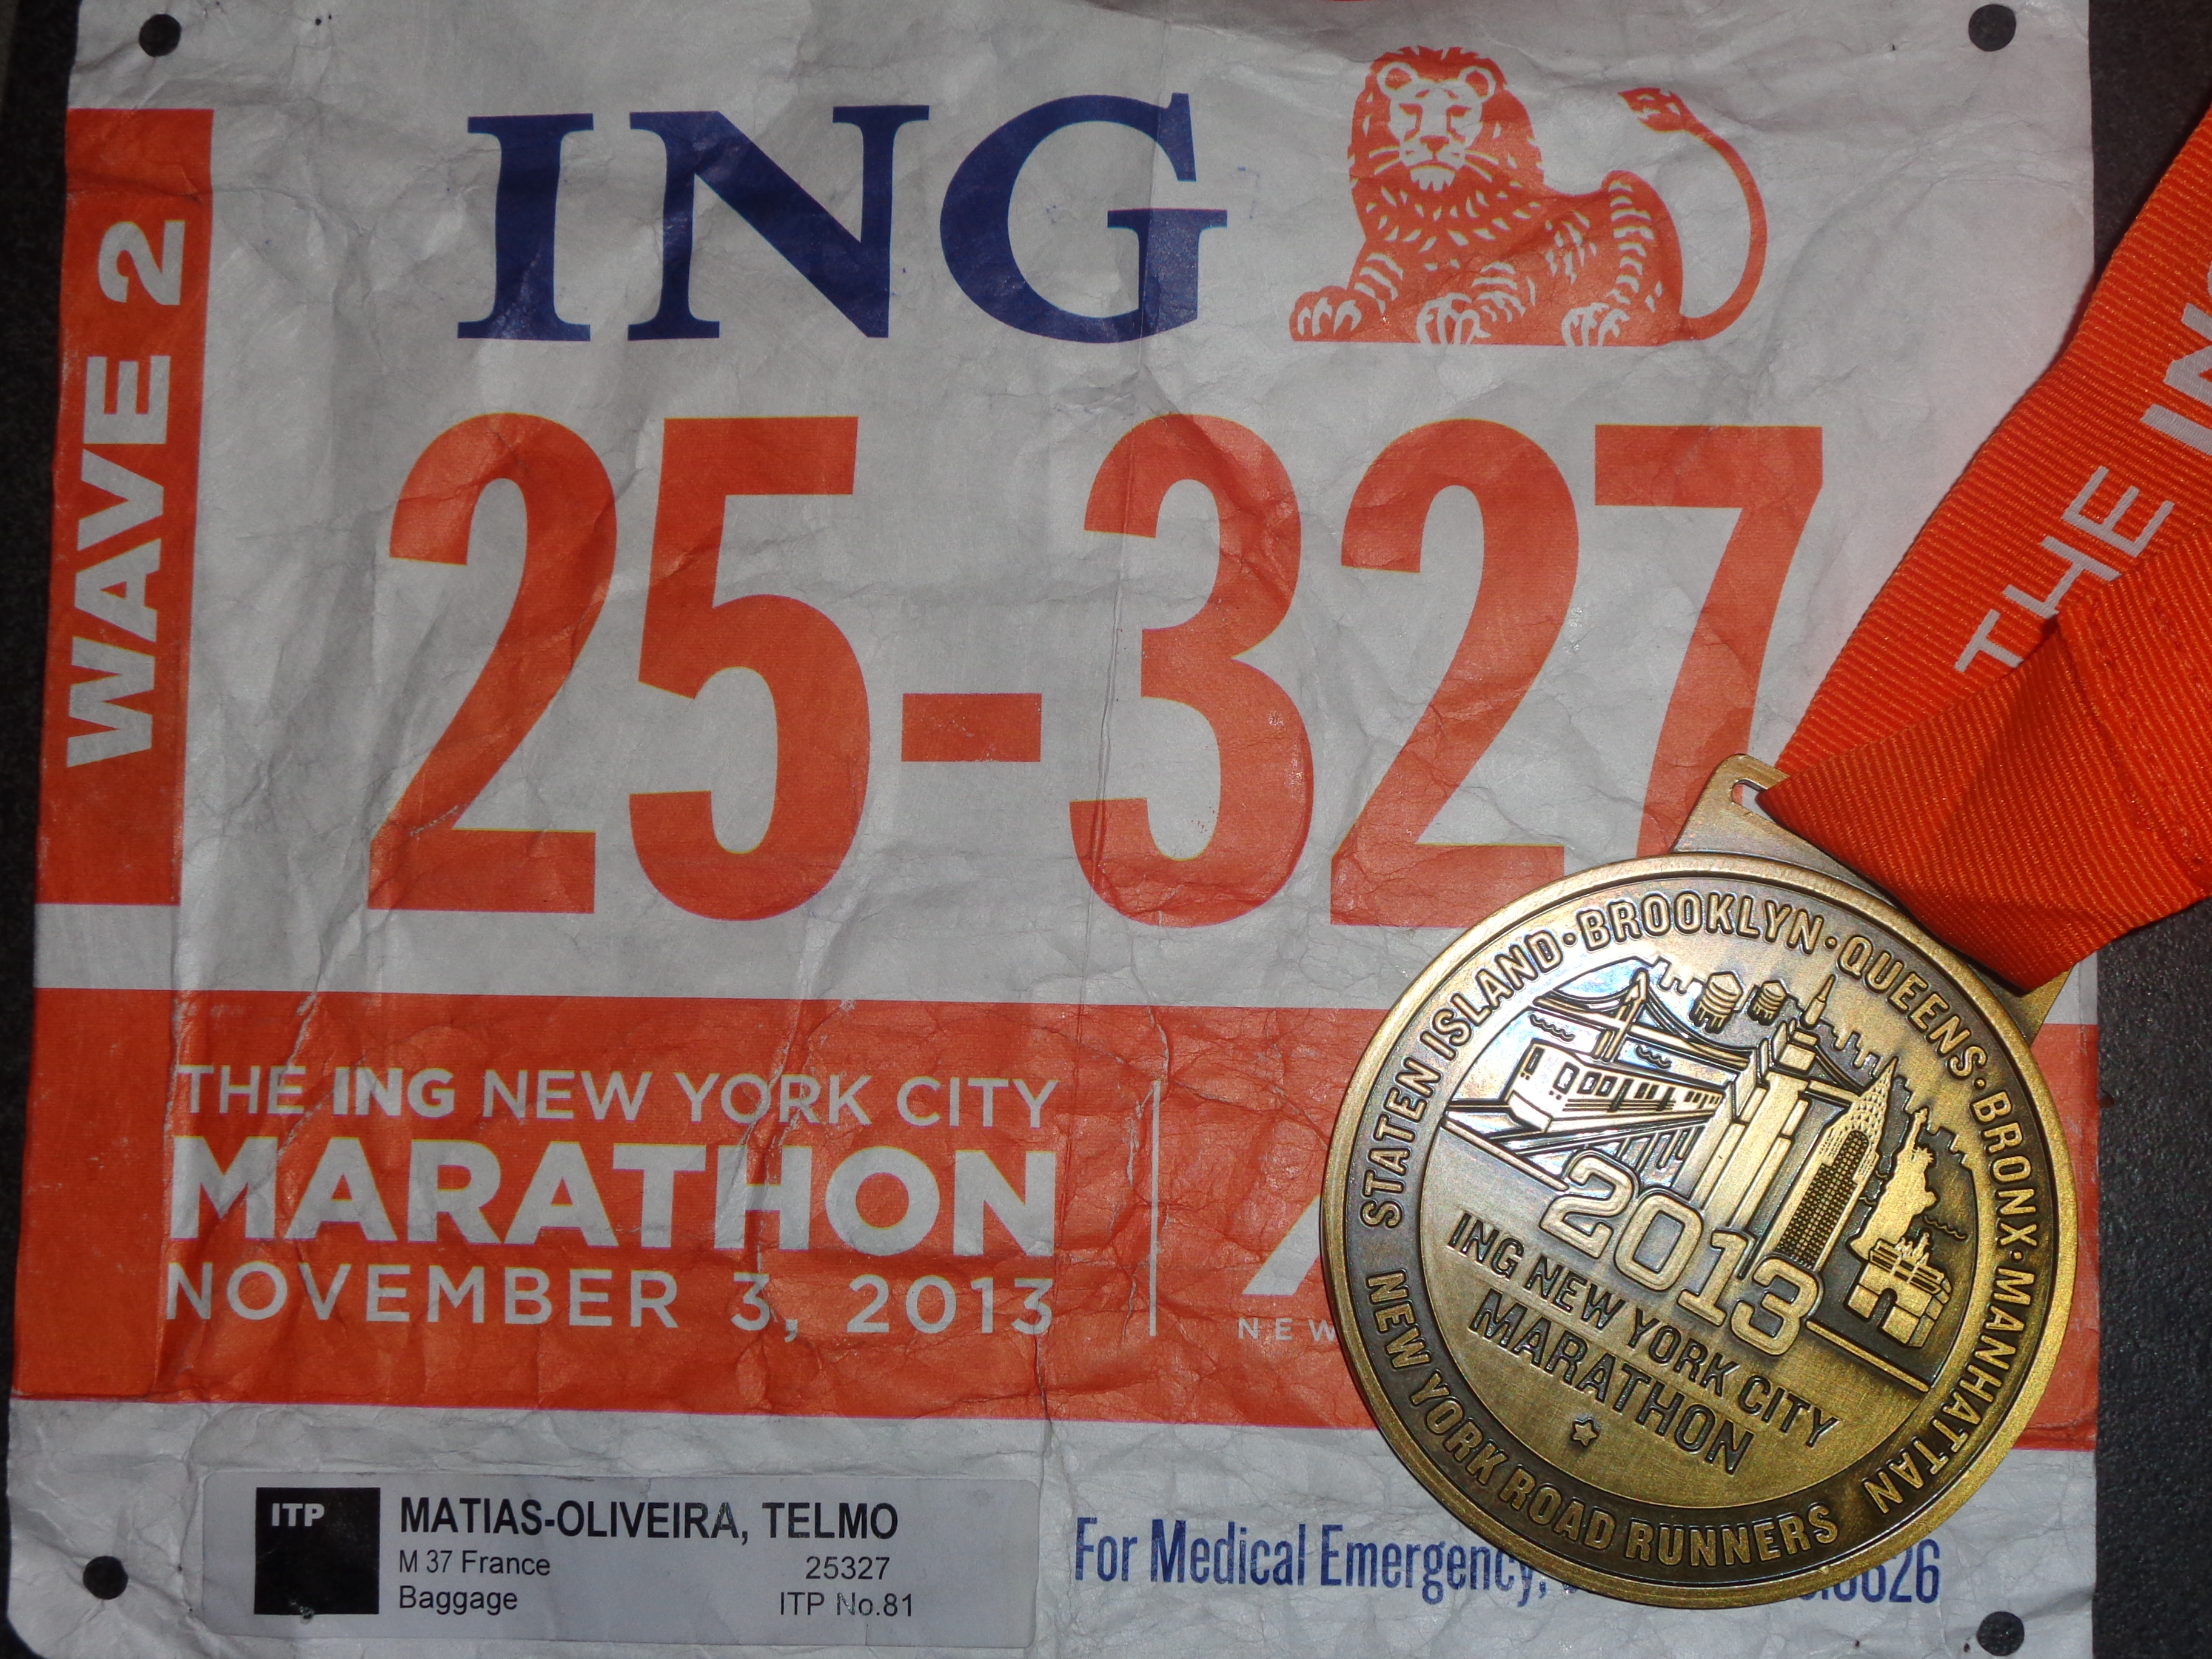 WAVE 2
ING
25-327
THE ING NEW YORK CITY
MARATHON
NOVEMBER 3, 2013
NEW
ITP
MATIAS-OLIVEIRA, TELMO
M 37 France 25327
Baggage ITP No.81
For Medical Emergency,
THE
STATEN ISLAND · BROOKLYN · QUEENS · BRONX · MANHATTAN
2013
ING NEW YORK CITY
MARATHON
NEW YORK ROAD RUNNERS